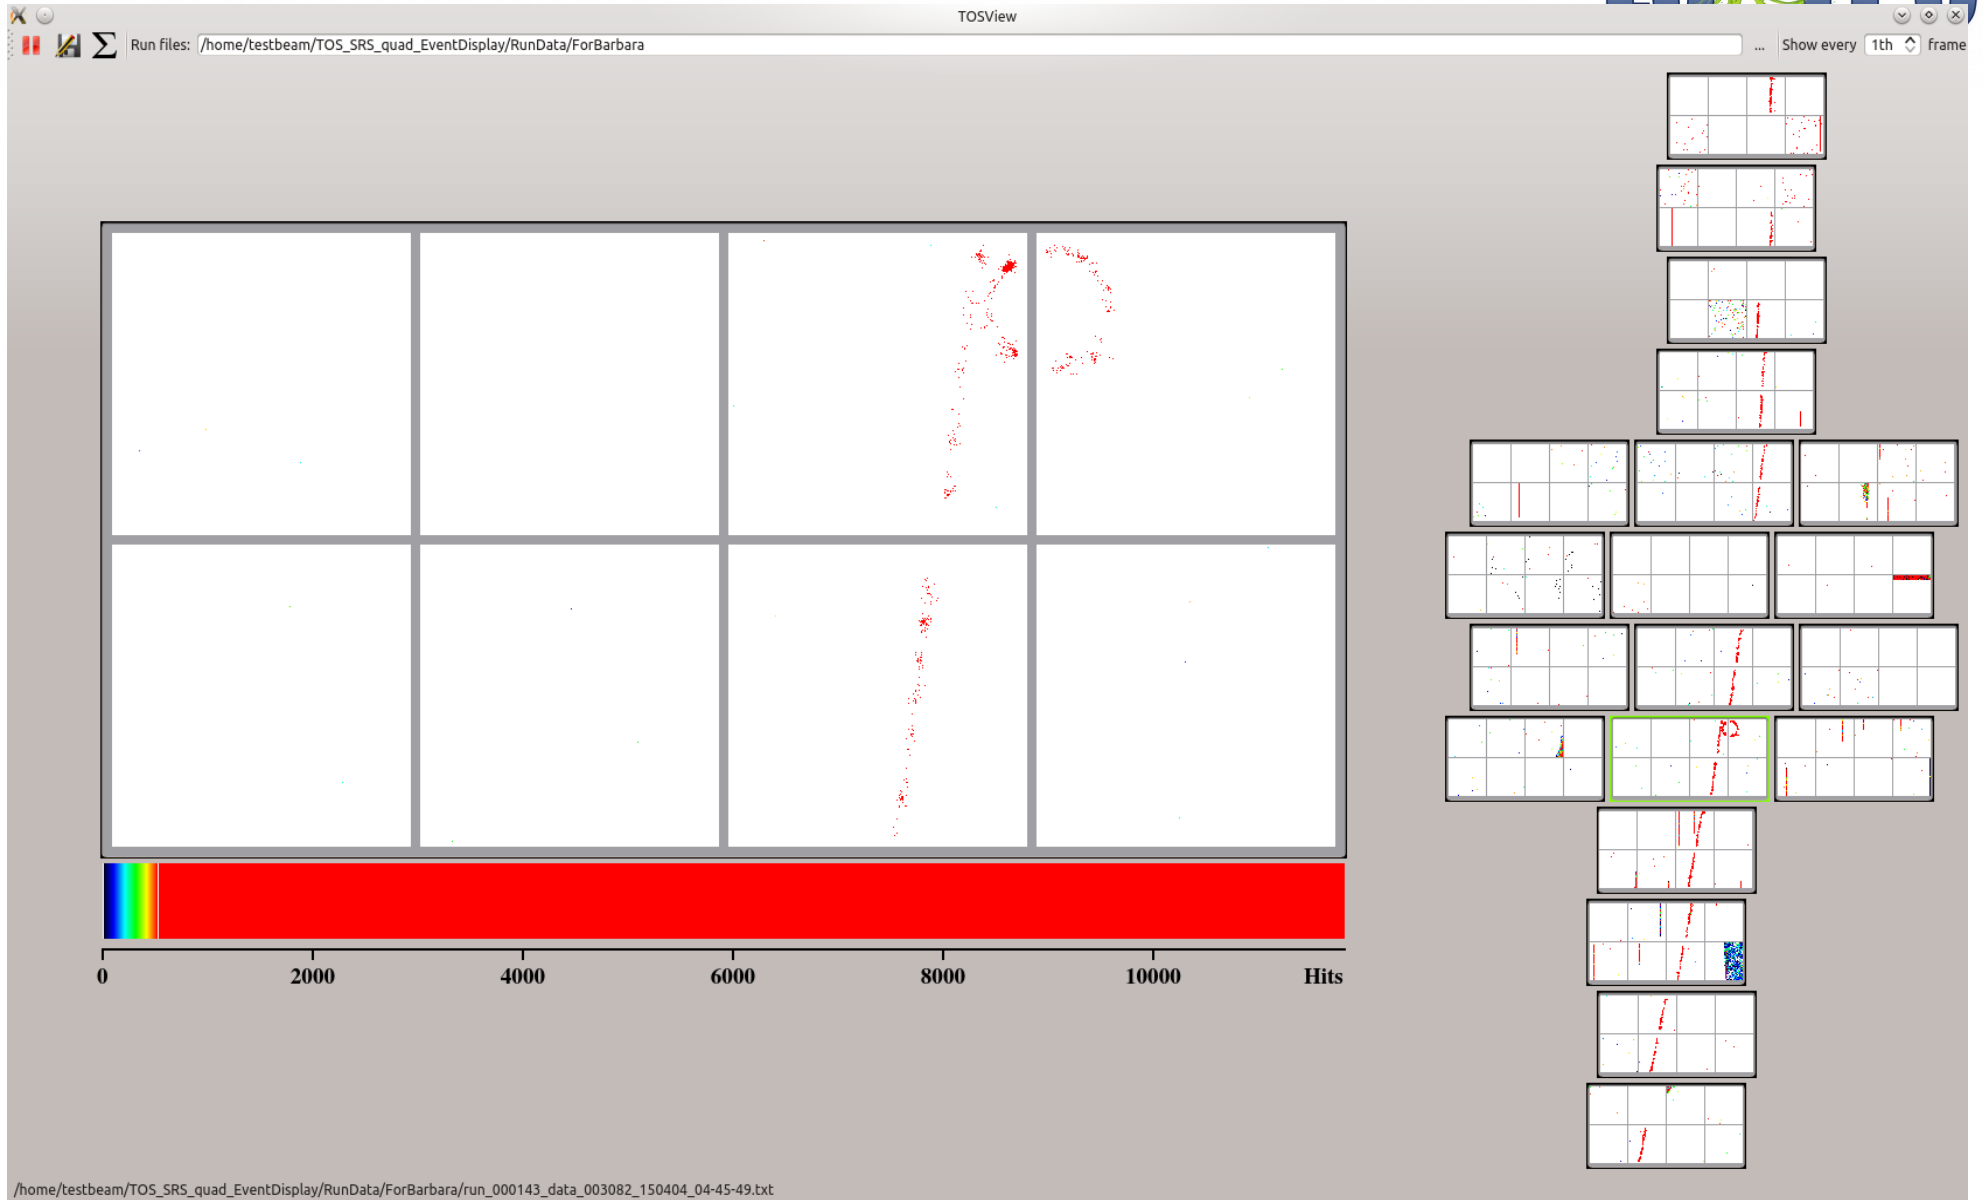 TOSView
Run files: /home/testbeam/TOS_SRS_quad_EventDisplay/RunData/ForBarbara ... Show every 1th frame
0 2000 4000 6000 8000 10000 Hits
/home/testbeam/TOS_SRS_quad_EventDisplay/RunData/ForBarbara/run_000143_data_003082_150404_04-45-49.txt